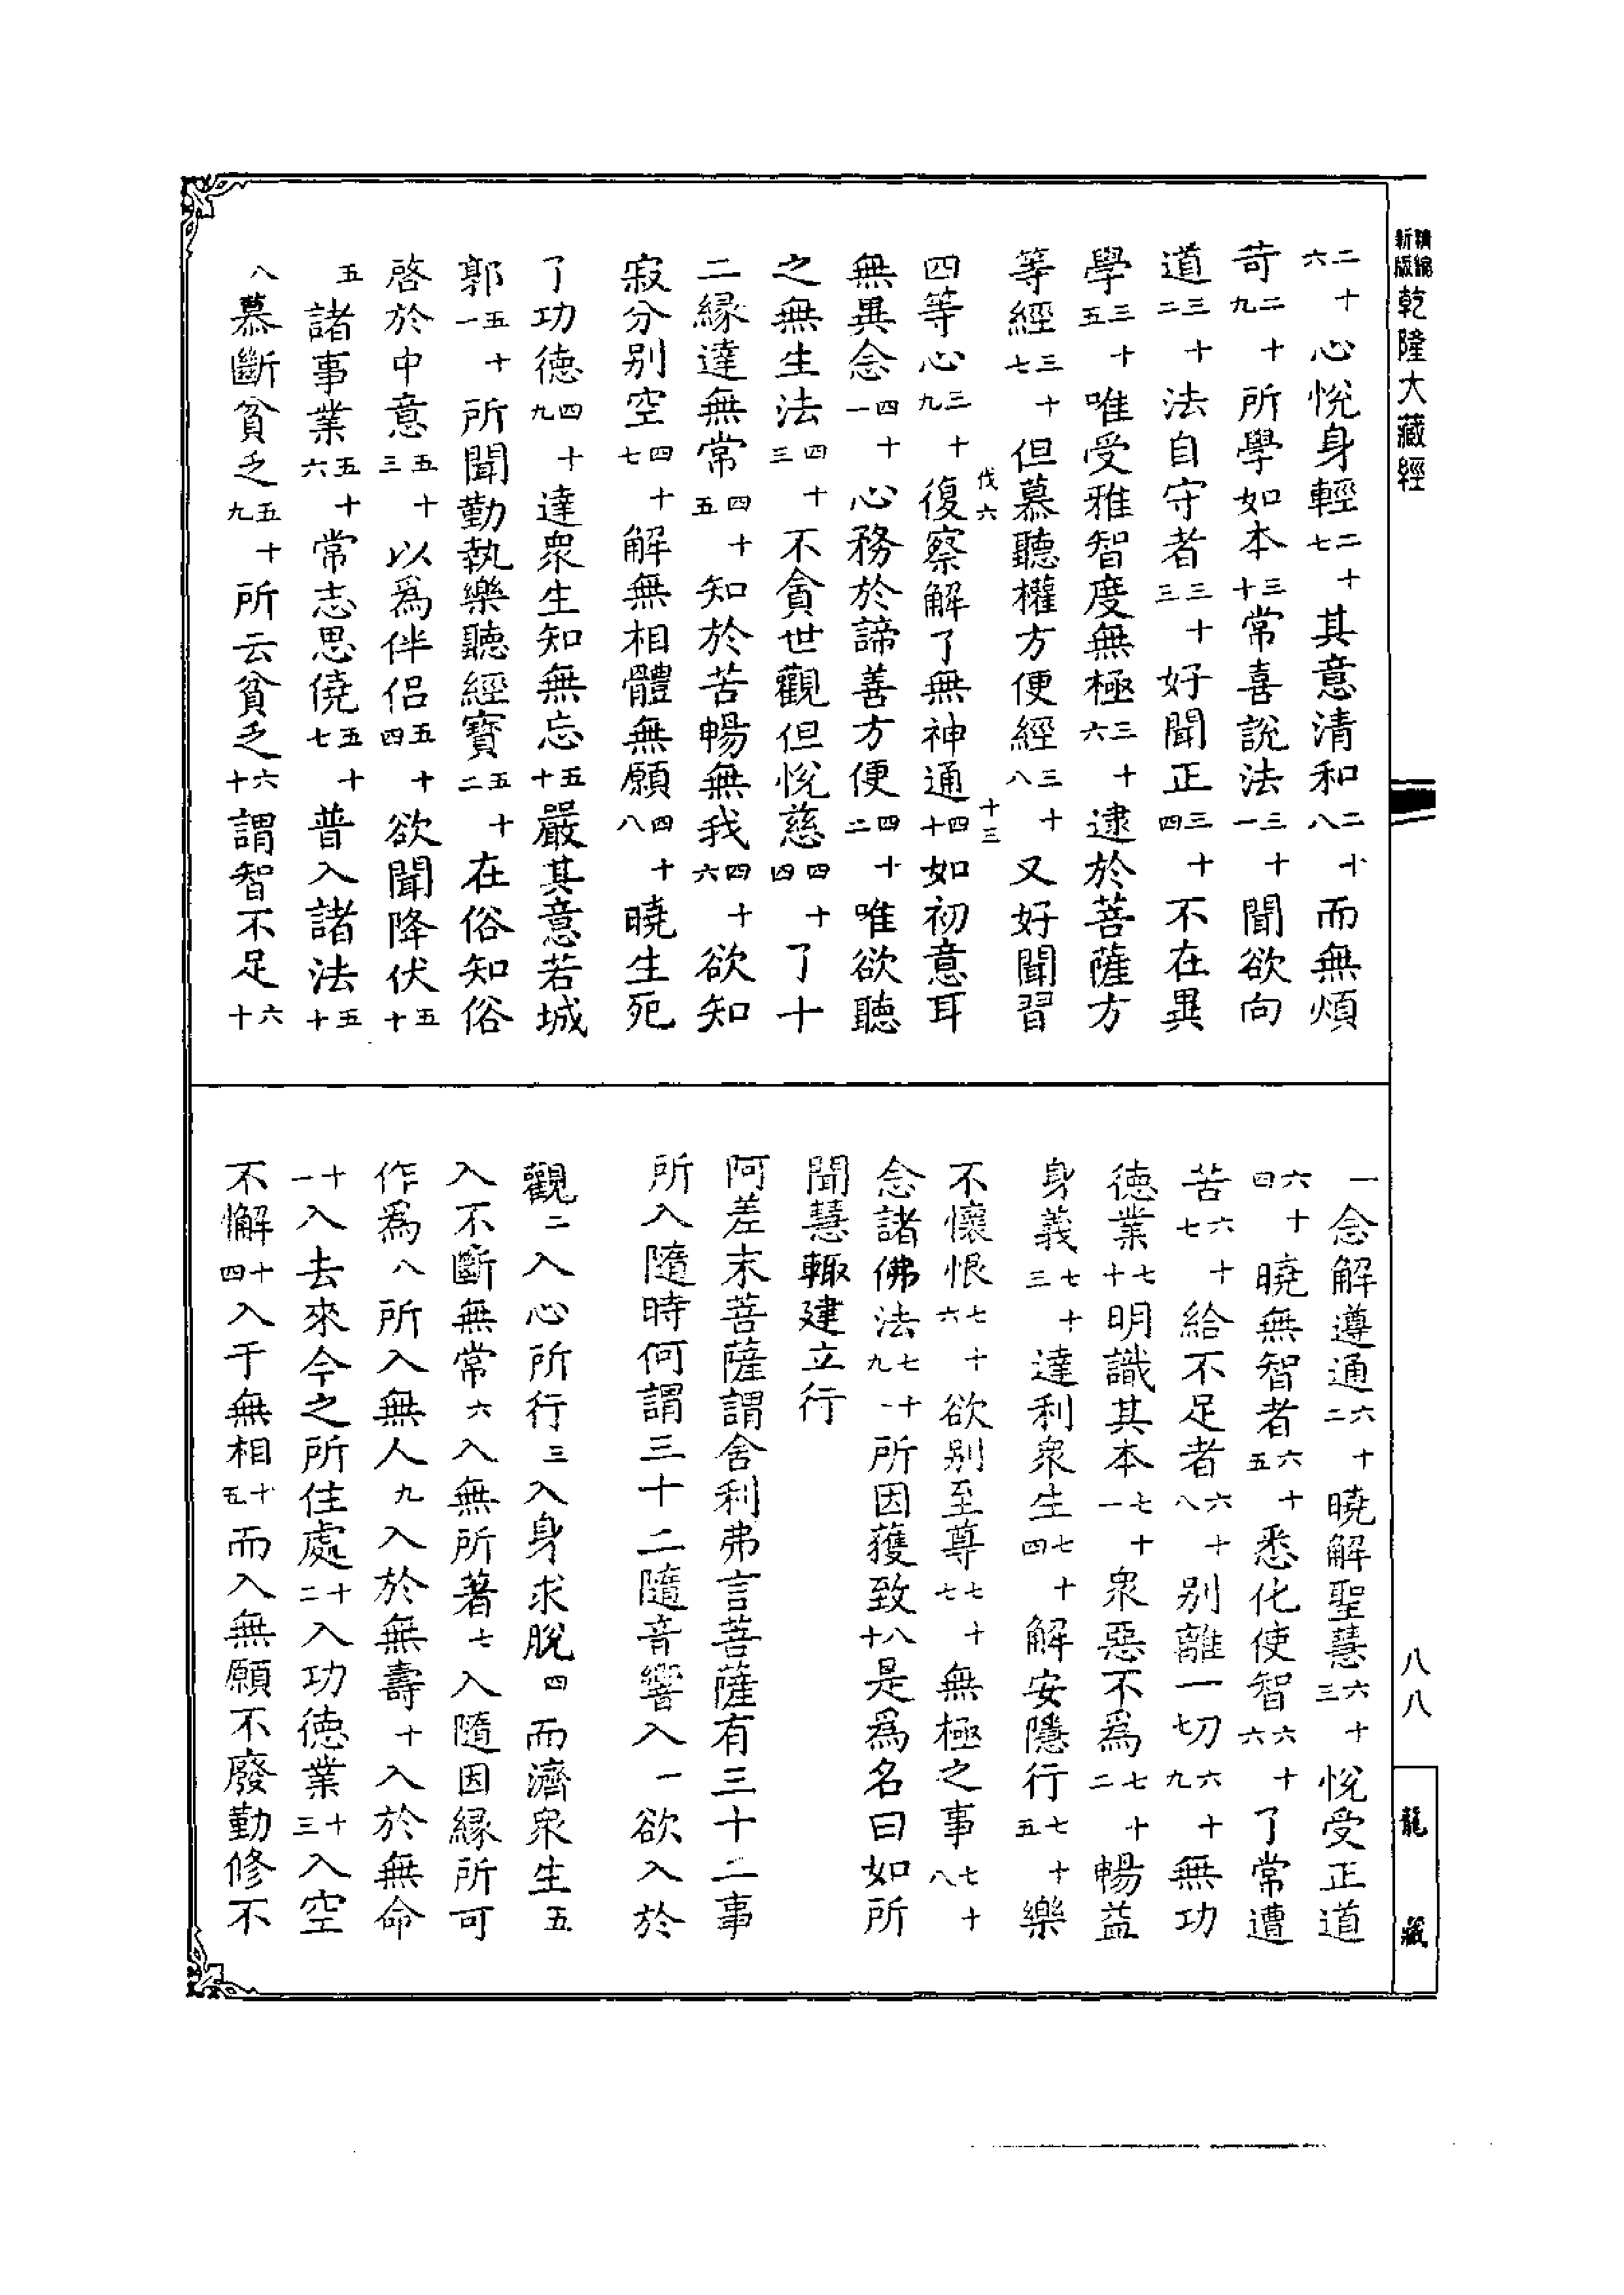 精縮新版乾隆大藏經
二十六心悅身輕二十七其意清和二十八而無煩
苛二十九所學如本三十常喜說法三十一聞欲向
道三十二法自守者三十三好聞正三十四不在異
學三十五唯受雅智度無極三十六逮於菩薩方
等經三十七但慕聽權方便經三十八又好聞習
伐六 十三
四等心三十九復察解了無神通四十如初意耳
無異念四十一心務於諦善方便四十二唯欲聽
之無生法四十三不貪世觀但悅慈四十四了十
二緣達無常四十五知於苦暢無我四十六欲知
寂分別空四十七解無相體無願四十八曉生死
了功德四十九達眾生知無忘五十嚴其意若城
郭五十一所聞勤執樂聽經寶五十二在俗知俗
啓於中意五十三以爲伴侣五十四欲聞降伏五十
五諸事業五十六常志思僥五十七普入諸法五十
八慕斷貧乏五十九所云貧乏六十謂智不足六十
一念解遵通六十二曉解聖慧六十三悅受正道
六十四曉無智者六十五悉化使智六十六了常遭
苦六十七給不足者六十八別離一切六十九無功
德業七十明識其本七十一眾惡不爲七十二暢益
身義七十三達利眾生七十四解安隱行七十五樂
不懷恨七十六欲別至尊七十七無極之事七十八
念諸佛法七十九一所因獲致八十是爲名曰如所
聞慧輙建立行
阿差末菩薩謂舍利弗言菩薩有三十二事
所入隨時何謂三十二隨音響入一欲入於
觀二入心所行三入身求脫四而濟眾生五
入不斷無常六入無所著七入隨因緣所可
作爲八所入無人九入於無壽十入於無命
十一入去來今之所住處十二入功德業十三入空
不懈十四入于無相十五而入無願不廢勤修不
八八
龍藏